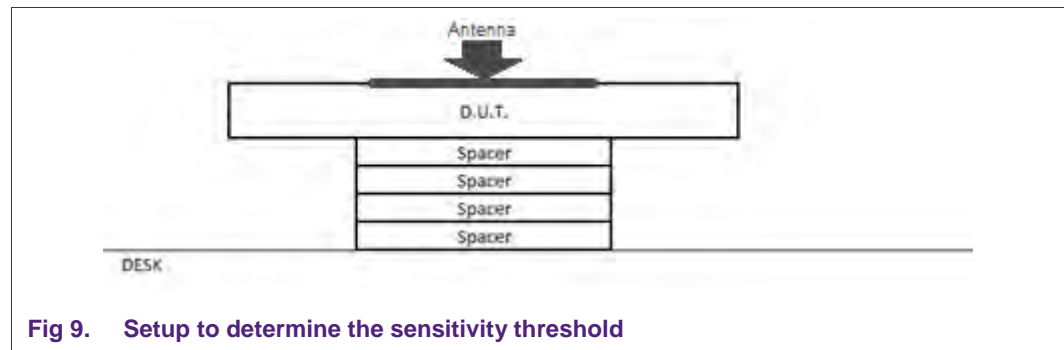 Antenna
D.U.T.
Spacer
Spacer
Spacer
Spacer
DESK
Fig 9. Setup to determine the sensitivity threshold